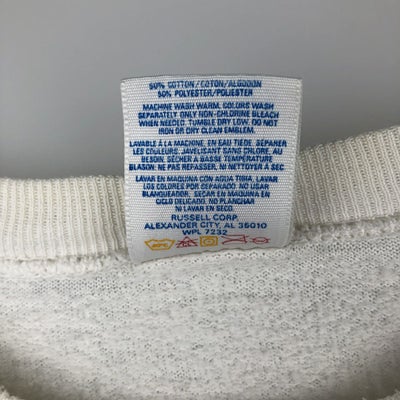 50% COTTON/COTON/ALGODON
50% POLYESTER/POLIESTER
MACHINE WASH WARM. COLORS WASH
SEPARATELY ONLY NON-CHLORINE BLEACH
WHEN NEEDED. TUMBLE DRY LOW. DO NOT
IRON OR DRY CLEAN EMBLEM
LAVABLE À LA MACHINE, EN EAU TIÈDE. SÉPARER
LES COULEURS. JAVELISANT SANS CHLORE, AU
BESOIN. SÉCHER À BASSE TEMPÉRATURE
BLASON: NE PAS REPASSER, NI NETTOYER À SEC
LAVAR EN MAQUINA CON AGUA TIBIA. LAVAR
LOS COLORES POR SEPARADO. NO USAR
BLANQUEADOR. SECAR EN MAQUINA EN
CICLO DELICADO. NO PLANCHAR
NI LAVAR EN SECO.
RUSSELL CORP.
ALEXANDER CITY, AL 35010
WPL 7232